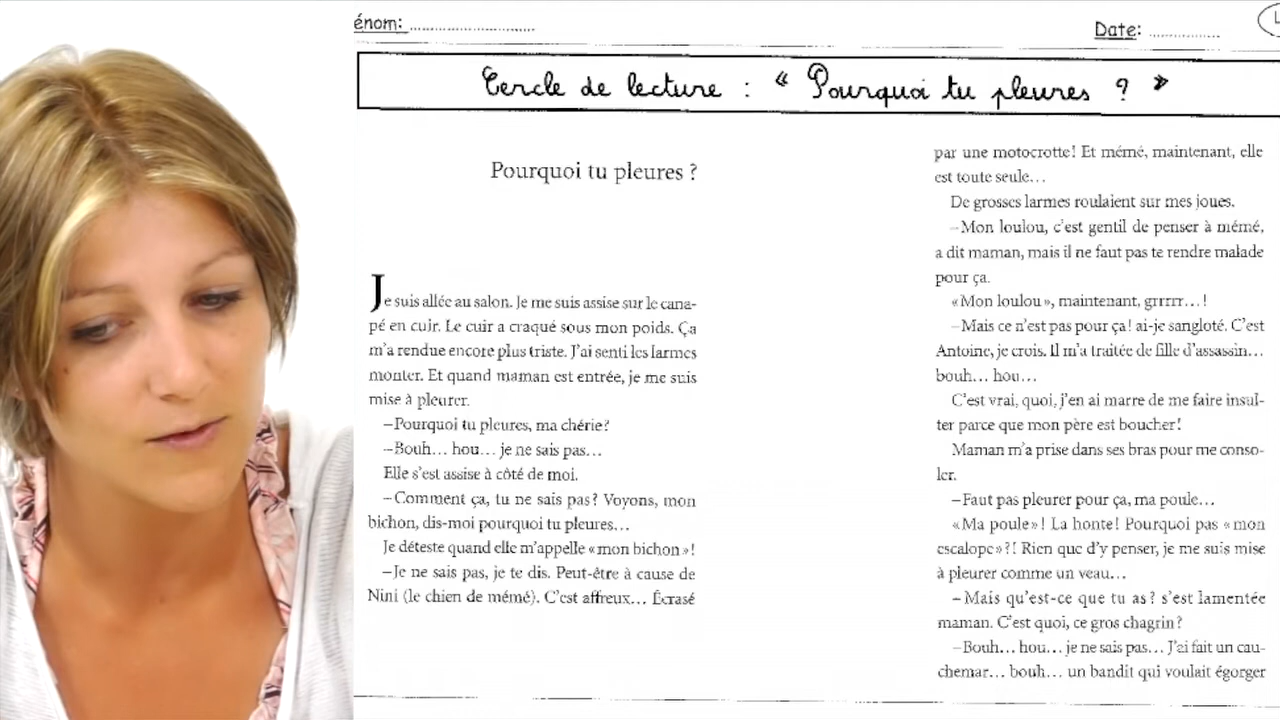 énom: ..............................
Date: .................
L
Cercle de lecture : « Pourquoi tu pleures ? »
Pourquoi tu pleures ?
Je suis allée au salon. Je me suis assise sur le cana-
pé en cuir. Le cuir a craqué sous mon poids. Ça
m'a rendue encore plus triste. J'ai senti les larmes
monter. Et quand maman est entrée, je me suis
mise à pleurer.
–Pourquoi tu pleures, ma chérie?
–Bouh… hou… je ne sais pas…
Elle s'est assise à côté de moi.
–Comment ça, tu ne sais pas? Voyons, mon
bichon, dis-moi pourquoi tu pleures…
Je déteste quand elle m'appelle «mon bichon»!
–Je ne sais pas, je te dis. Peut-être à cause de
Nini (le chien de mémé). C'est affreux… Écrasé
par une motocrotte! Et mémé, maintenant, elle
est toute seule…
De grosses larmes roulaient sur mes joues.
–Mon loulou, c'est gentil de penser à mémé,
a dit maman, mais il ne faut pas te rendre malade
pour ça.
«Mon loulou», maintenant, grrrrr…!
–Mais ce n'est pas pour ça! ai-je sangloté. C'est
Antoine, je crois. Il m'a traitée de fille d'assassin…
bouh… hou…
C'est vrai, quoi, j'en ai marre de me faire insul-
ter parce que mon père est boucher!
Maman m'a prise dans ses bras pour me conso-
ler.
–Faut pas pleurer pour ça, ma poule…
«Ma poule»! La honte! Pourquoi pas «mon
escalope»?! Rien que d'y penser, je me suis mise
à pleurer comme un veau…
–Mais qu'est-ce que tu as? s'est lamentée
maman. C'est quoi, ce gros chagrin?
–Bouh… hou… je ne sais pas… J'ai fait un cau-
chemar… bouh… un bandit qui voulait égorger